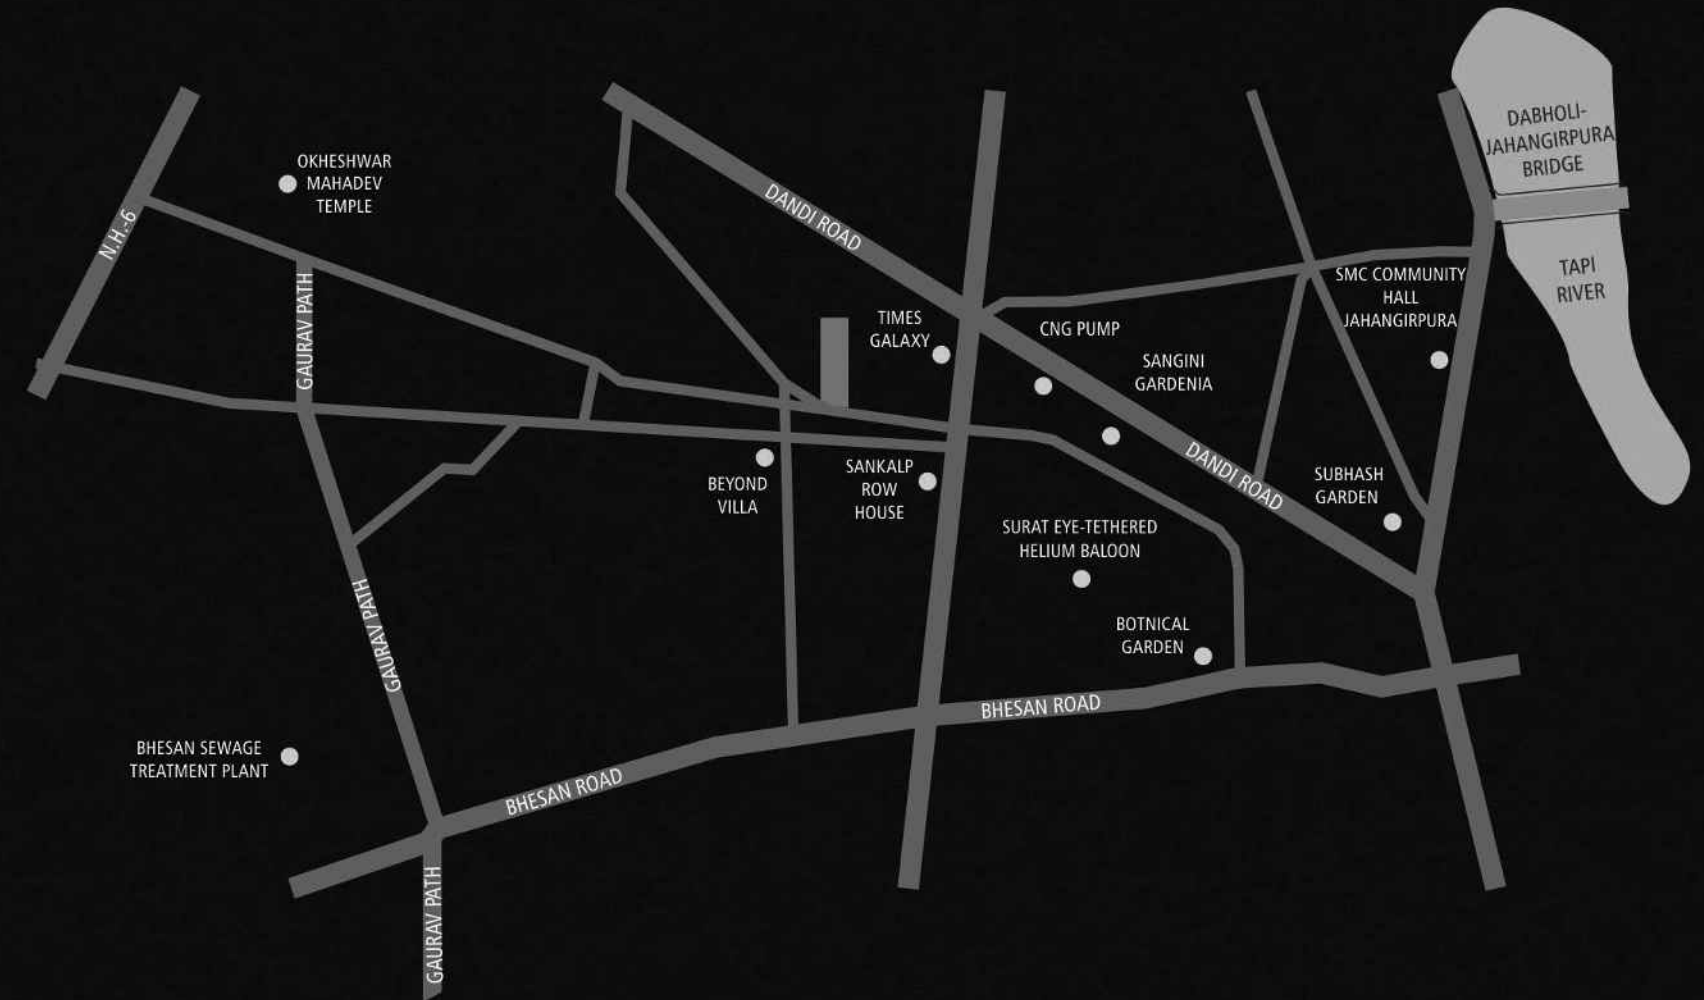 DABHOLI-
JAHANGIRPURA
BRIDGE
OKHESHWAR
MAHADEV
TEMPLE
N.H.-6
DANDI ROAD
TAPI
RIVER
SMC COMMUNITY
HALL
JAHANGIRPURA
GAURAV PATH
TIMES
GALAXY
CNG PUMP
SANGINI
GARDENIA
BEYOND
VILLA
SANKALP
ROW
HOUSE
DANDI ROAD
SUBHASH
GARDEN
SURAT EYE-TETHERED
HELIUM BALOON
GAURAV PATH
BOTNICAL
GARDEN
BHESAN ROAD
BHESAN SEWAGE
TREATMENT PLANT
BHESAN ROAD
GAURAV PATH